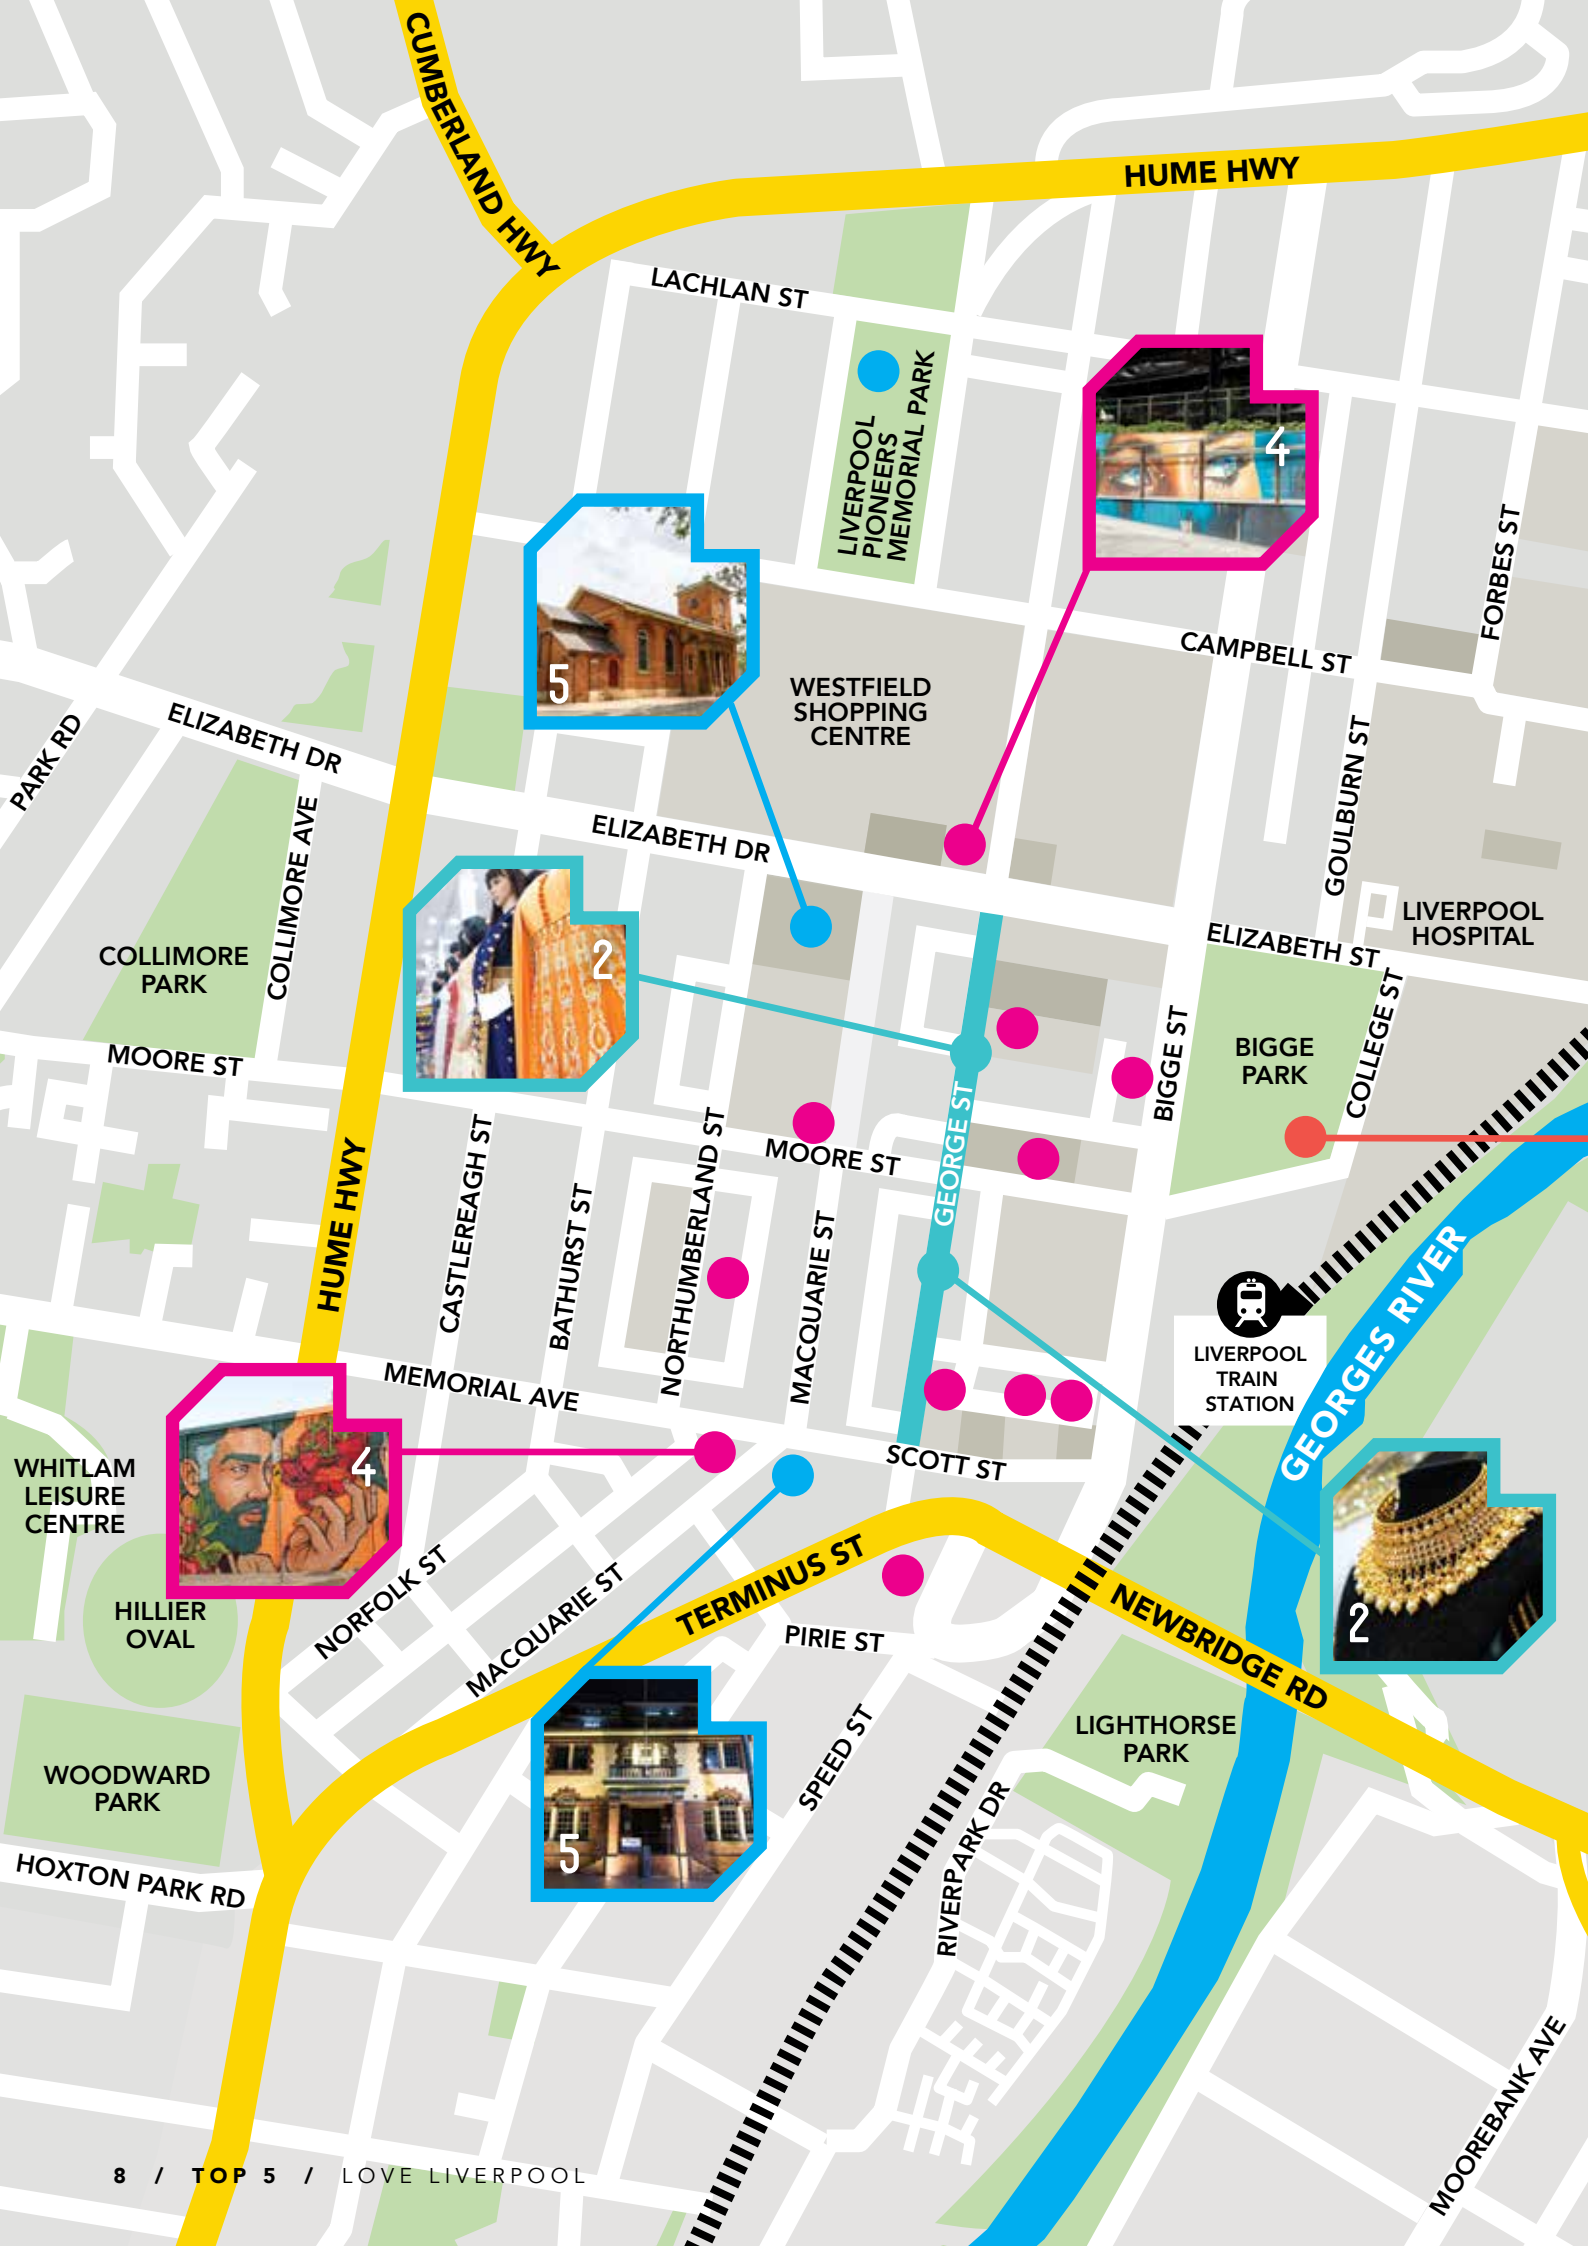 CUMBERLAND HWY
HUME HWY
LACHLAN ST
LIVERPOOL
PIONEERS
MEMORIAL PARK
4
FORBES ST
5
CAMPBELL ST
WESTFIELD
SHOPPING
CENTRE
PARK RD
ELIZABETH DR
COLLIMORE AVE
ELIZABETH DR
GOULBURN ST
LIVERPOOL
HOSPITAL
ELIZABETH ST
COLLIMORE
PARK
2
COLLEGE ST
BIGGE ST
BIGGE
PARK
MOORE ST
GEORGE ST
MOORE ST
HUME HWY
CASTLEREAGH ST
BATHURST ST
NORTHUMBERLAND ST
MACQUARIE ST
GEORGES RIVER
LIVERPOOL
TRAIN
STATION
MEMORIAL AVE
SCOTT ST
4
WHITLAM
LEISURE
CENTRE
2
HILLIER
OVAL
NORFOLK ST
MACQUARIE ST
TERMINUS ST
PIRIE ST
NEWBRIDGE RD
LIGHTHORSE
PARK
SPEED ST
WOODWARD
PARK
5
RIVERPARK DR
HOXTON PARK RD
MOOREBANK AVE
8 / TOP 5 / LOVE LIVERPOOL